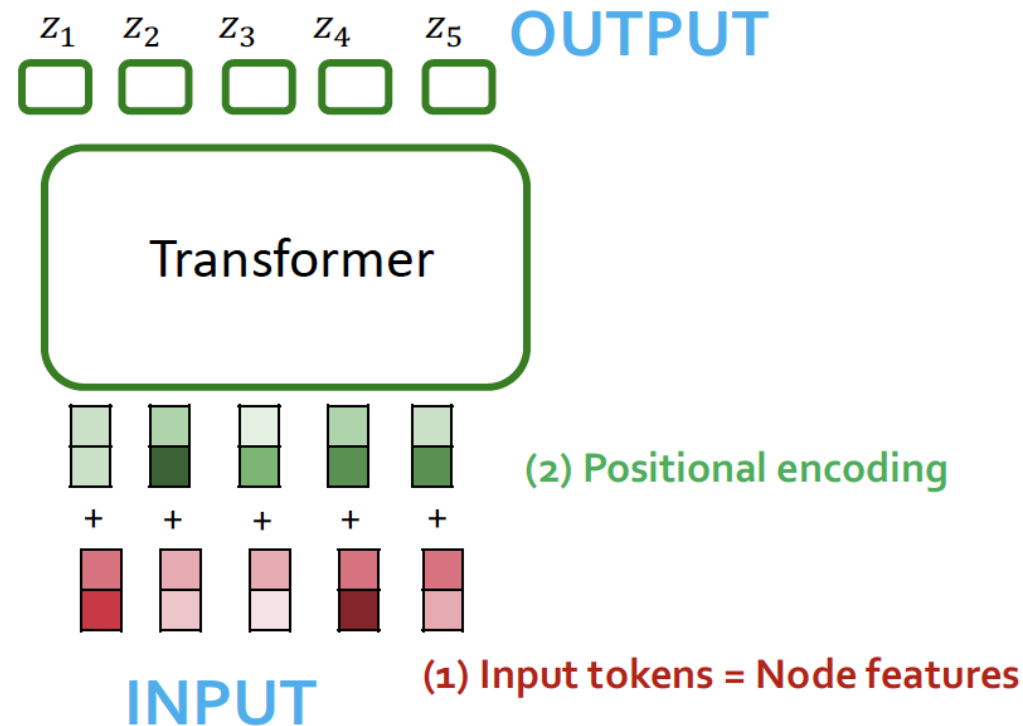 z₁ z₂ z₃ z₄ z₅ OUTPUT
Transformer
(2) Positional encoding
+ + + + +
(1) Input tokens = Node features
INPUT